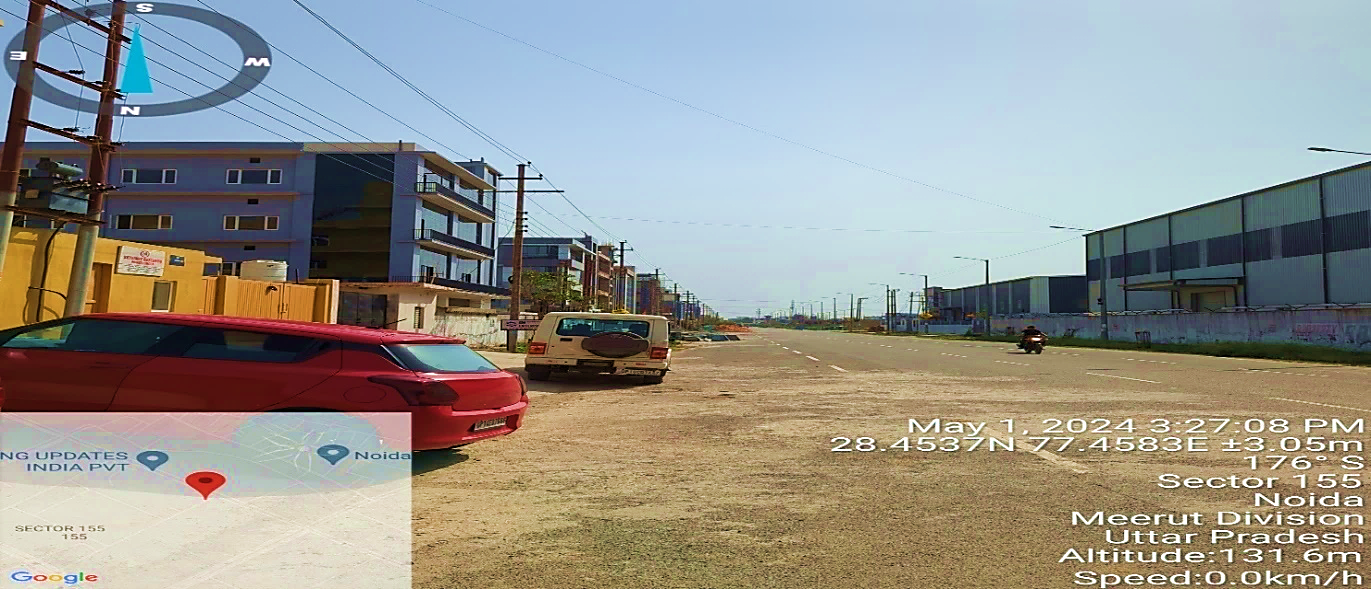 S
E
W
N
NG UPDATES
INDIA PVT
Noida
SECTOR 155
155
Google
May 1, 2024 3:27:08 PM
28.4537N 77.4583E ±3.05m
176° S
Sector 155
Noida
Meerut Division
Uttar Pradesh
Altitude:131.6m
Speed:0.0km/h